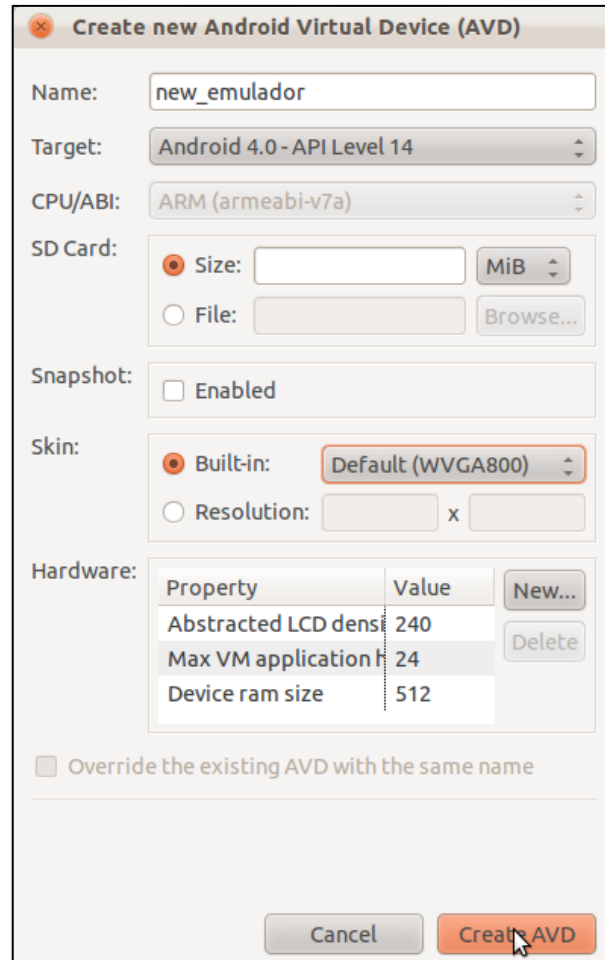 Create new Android Virtual Device (AVD)
Name: new_emulador
Target: Android 4.0 - API Level 14
CPU/ABI: ARM (armeabi-v7a)
SD Card:
Size: MiB
File: Browse...
Snapshot:
Enabled
Skin:
Built-in: Default (WVGA800)
Resolution: x
Hardware:
Property Value New...
Abstracted LCD densi 240
Delete
Max VM application h 24
Device ram size 512
Override the existing AVD with the same name
Cancel Create AVD